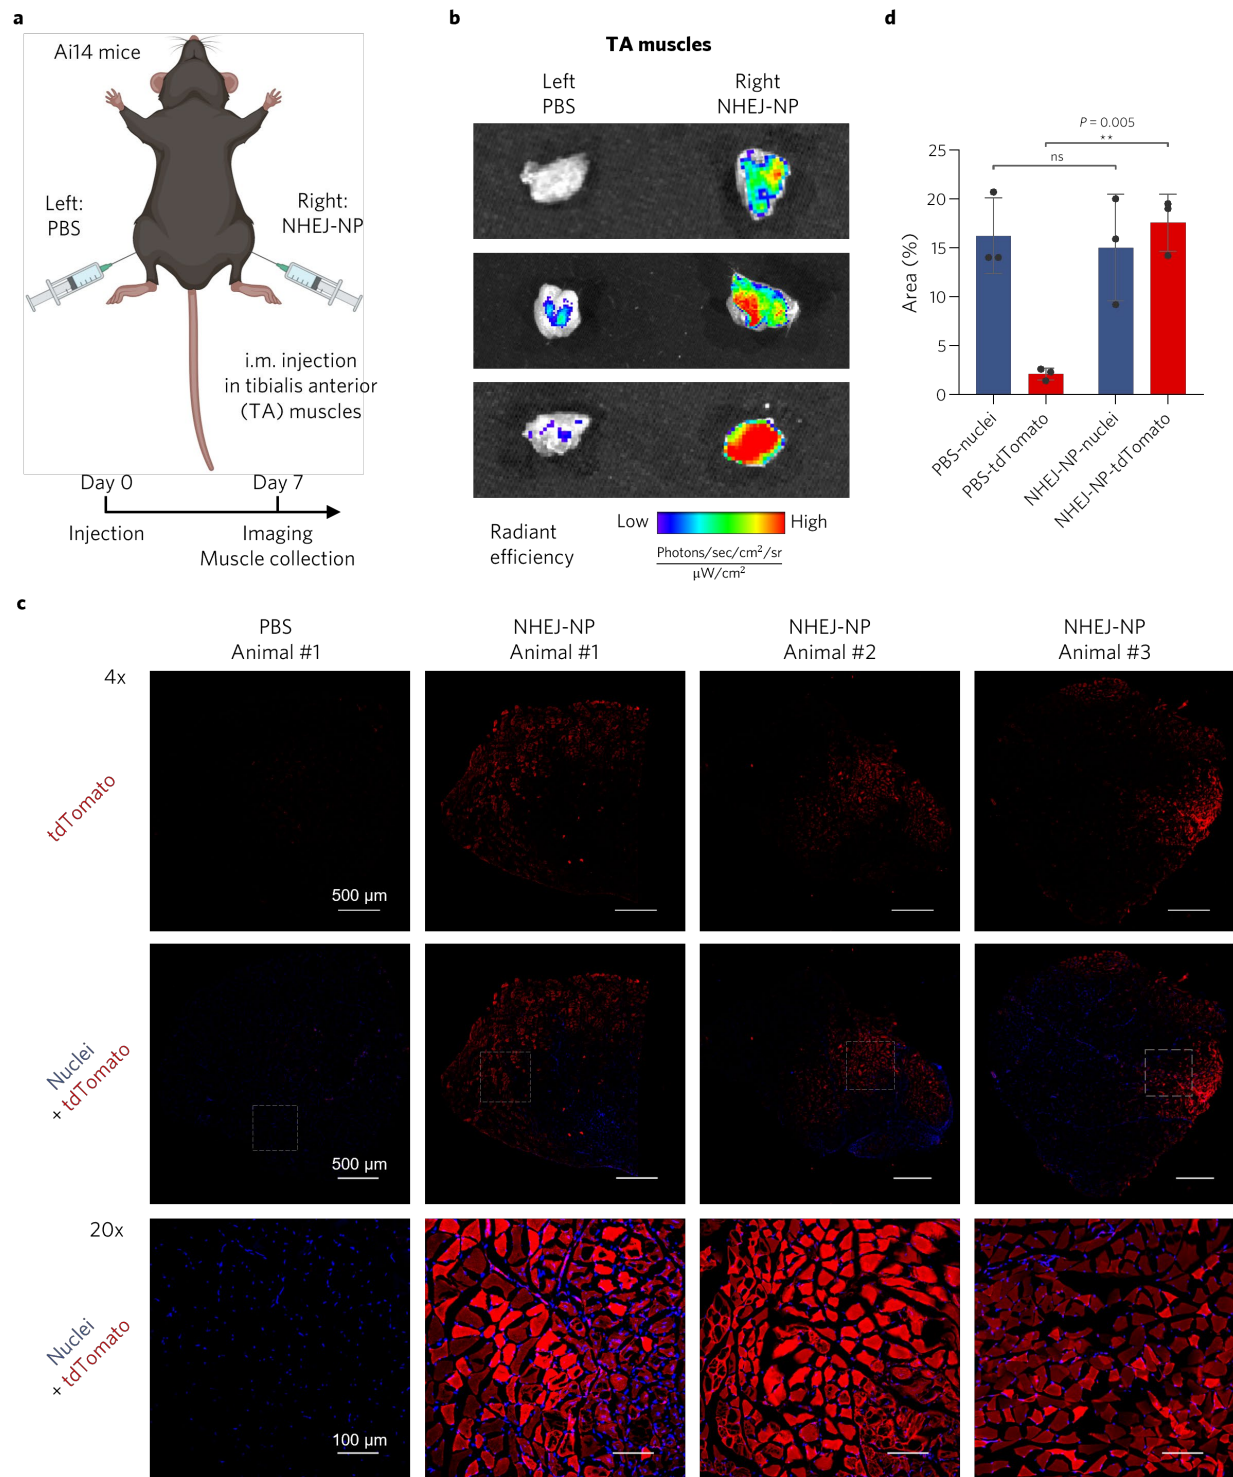 a
Ai14 mice
Left:
PBS
Right:
NHEJ-NP
i.m. injection
in tibialis anterior
(TA) muscles
Day 0
Day 7
Injection
Imaging
Muscle collection
b
TA muscles
Left
PBS
Right
NHEJ-NP
Radiant
efficiency
Low
High
Photons/sec/cm²/sr
µW/cm²
d
P = 0.005
**
ns
25
20
15
10
5
0
Area (%)
PBS-nuclei
PBS-tdTomato
NHEJ-NP-nuclei
NHEJ-NP-tdTomato
c
PBS
Animal #1
NHEJ-NP
Animal #1
NHEJ-NP
Animal #2
NHEJ-NP
Animal #3
4x
tdTomato
500 µm
Nuclei
+ tdTomato
500 µm
20x
Nuclei
+ tdTomato
100 µm